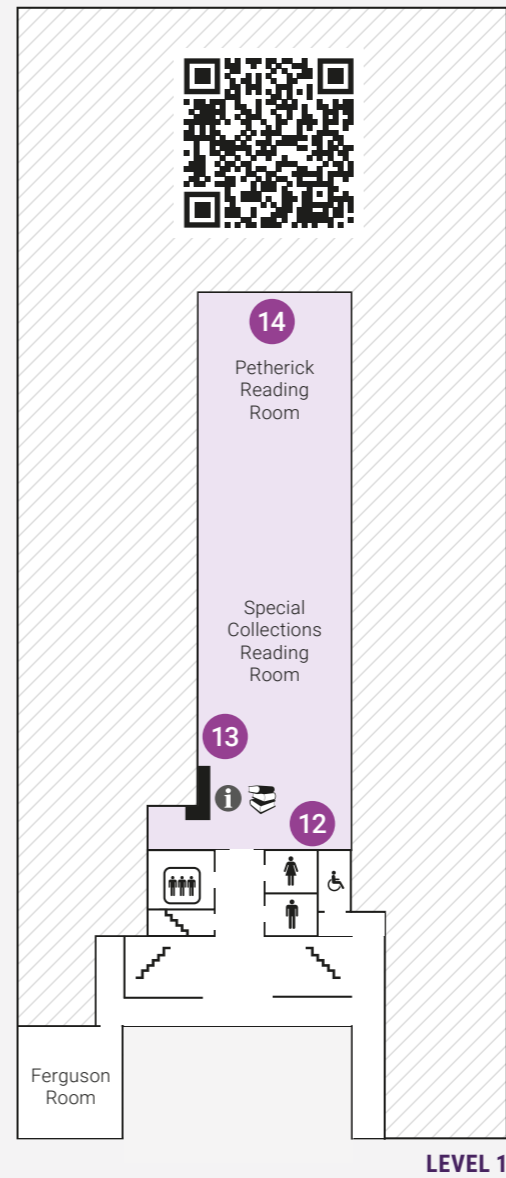 14
Petherick
Reading
Room
Special
Collections
Reading
Room
13
i
12
Ferguson
Room
LEVEL 1